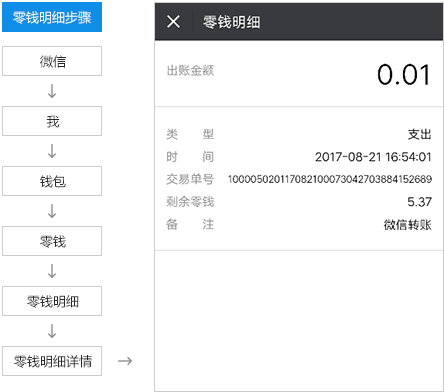 零钱明细步骤
微信
我
钱包
零钱
零钱明细
零钱明细详情
零钱明细
出账金额 0.01
类 型 支出
时 间 2017-08-21 16:54:01
交易单号 1000050201170821000730427038841526​89
剩余零钱 5.37
备 注 微信转账